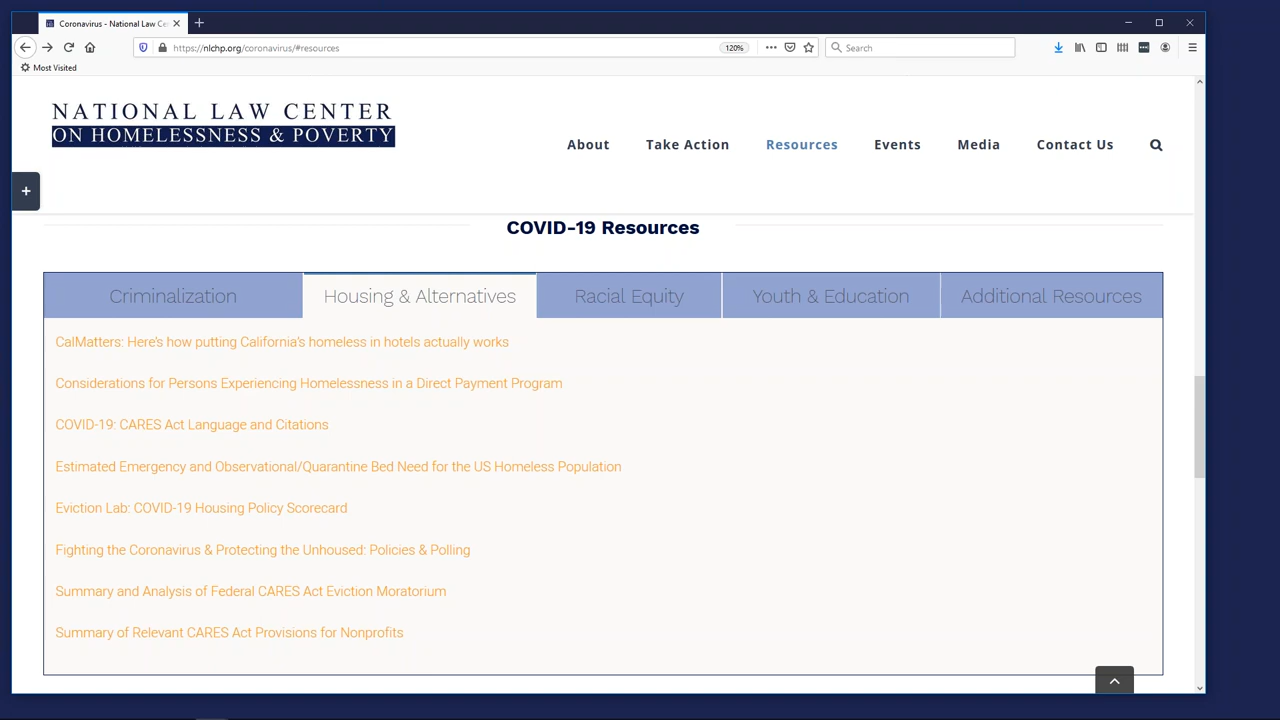 Coronavirus - National Law Ce
https://nlchp.org/coronavirus/#resources
120%
Search
Most Visited
NATIONAL LAW CENTER
ON HOMELESSNESS & POVERTY
About
Take Action
Resources
Events
Media
Contact Us
+
COVID-19 Resources
Criminalization
Housing & Alternatives
Racial Equity
Youth & Education
Additional Resources
CalMatters: Here's how putting California's homeless in hotels actually works
Considerations for Persons Experiencing Homelessness in a Direct Payment Program
COVID-19: CARES Act Language and Citations
Estimated Emergency and Observational/Quarantine Bed Need for the US Homeless Population
Eviction Lab: COVID-19 Housing Policy Scorecard
Fighting the Coronavirus & Protecting the Unhoused: Policies & Polling
Summary and Analysis of Federal CARES Act Eviction Moratorium
Summary of Relevant CARES Act Provisions for Nonprofits